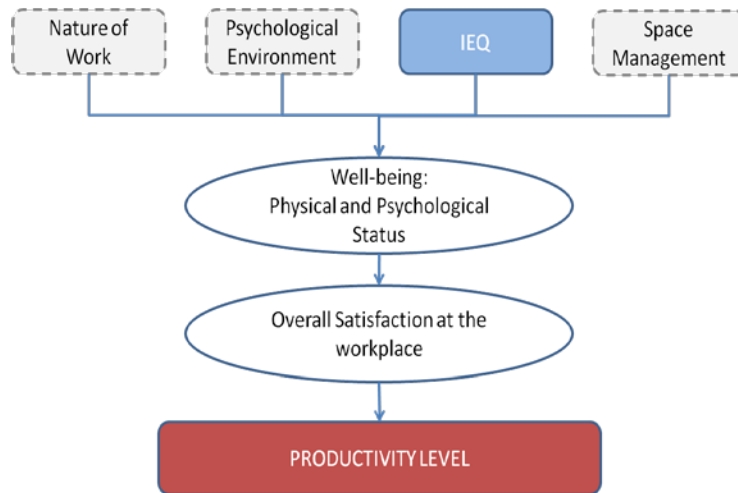 Nature of
Work
Psychological
Environment
IEQ
Space
Management
Well-being:
Physical and Psychological
Status
Overall Satisfaction at the
workplace
PRODUCTIVITY LEVEL